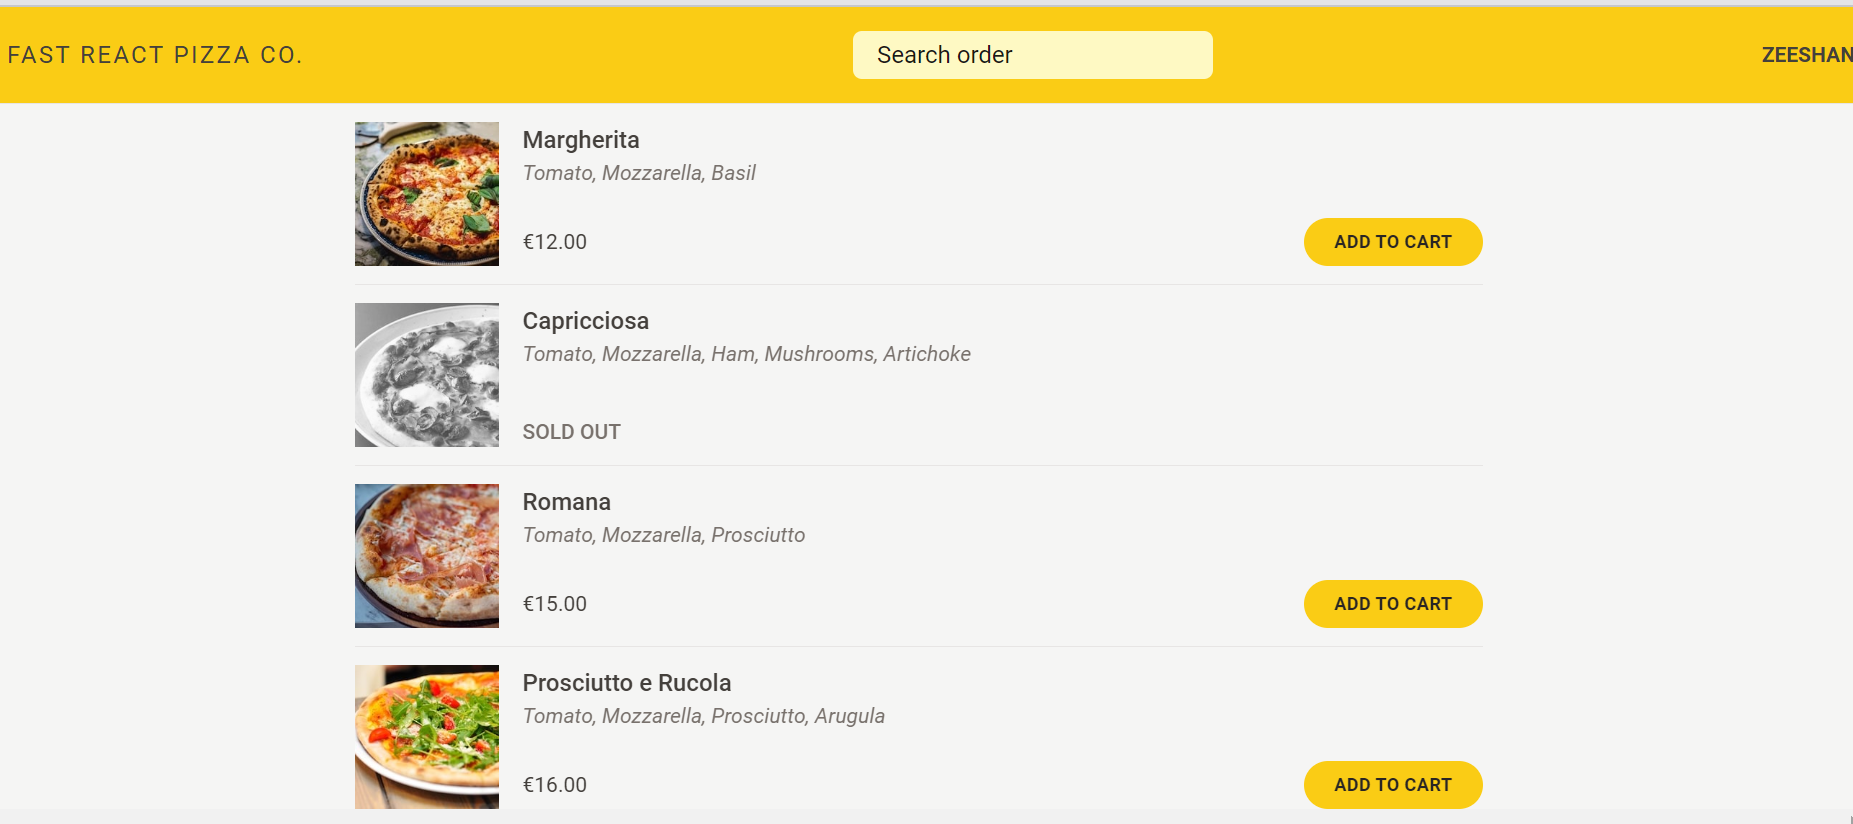 FAST REACT PIZZA CO.
Search order
ZEESHAN
Margherita
Tomato, Mozzarella, Basil
€12.00
ADD TO CART
Capricciosa
Tomato, Mozzarella, Ham, Mushrooms, Artichoke
SOLD OUT
Romana
Tomato, Mozzarella, Prosciutto
€15.00
ADD TO CART
Prosciutto e Rucola
Tomato, Mozzarella, Prosciutto, Arugula
€16.00
ADD TO CART